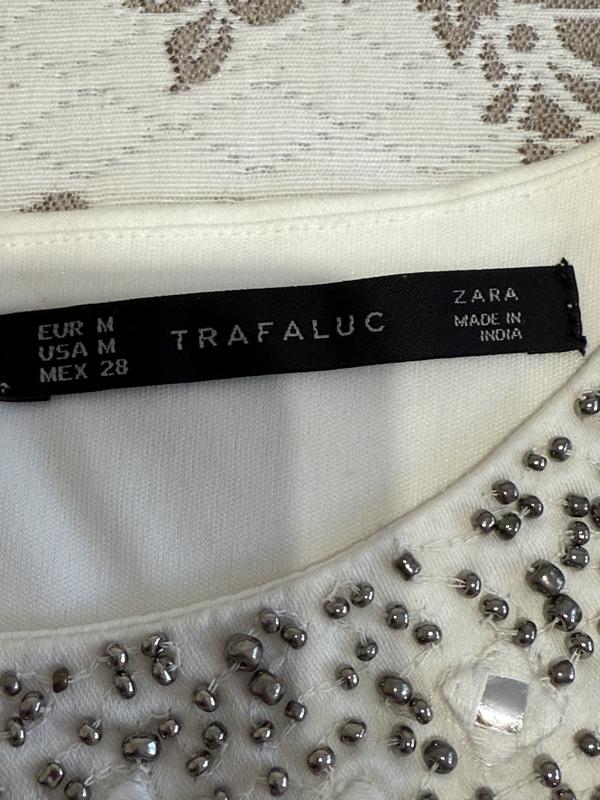 EUR M
USA M
MEX 28
TRAFALUC
ZARA
MADE IN
INDIA